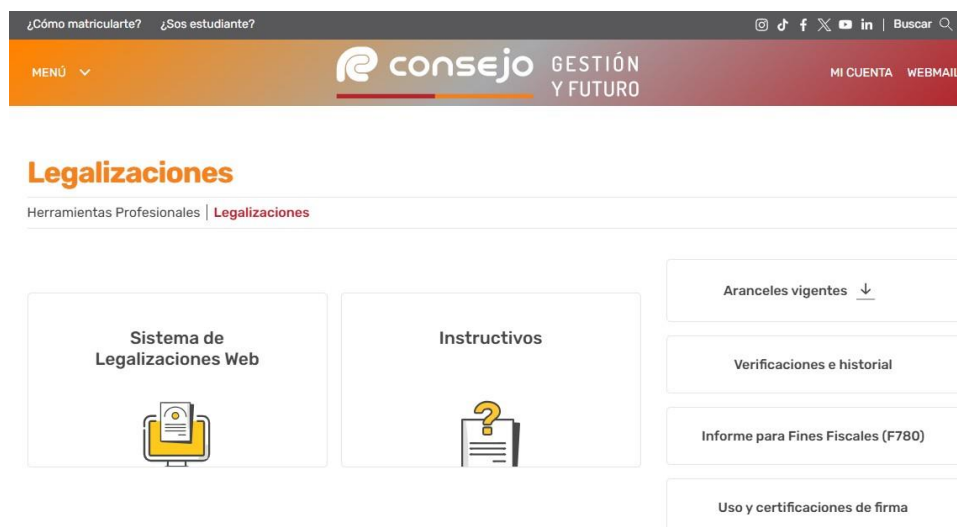 ¿Cómo matricularte? ¿Sos estudiante?
Buscar
MENÚ
consejo
GESTIÓN
Y FUTURO
MI CUENTA WEBMAIL
Legalizaciones
Herramientas Profesionales | Legalizaciones
Sistema de
Legalizaciones Web
Instructivos
Aranceles vigentes
Verificaciones e historial
Informe para Fines Fiscales (F780)
Uso y certificaciones de firma